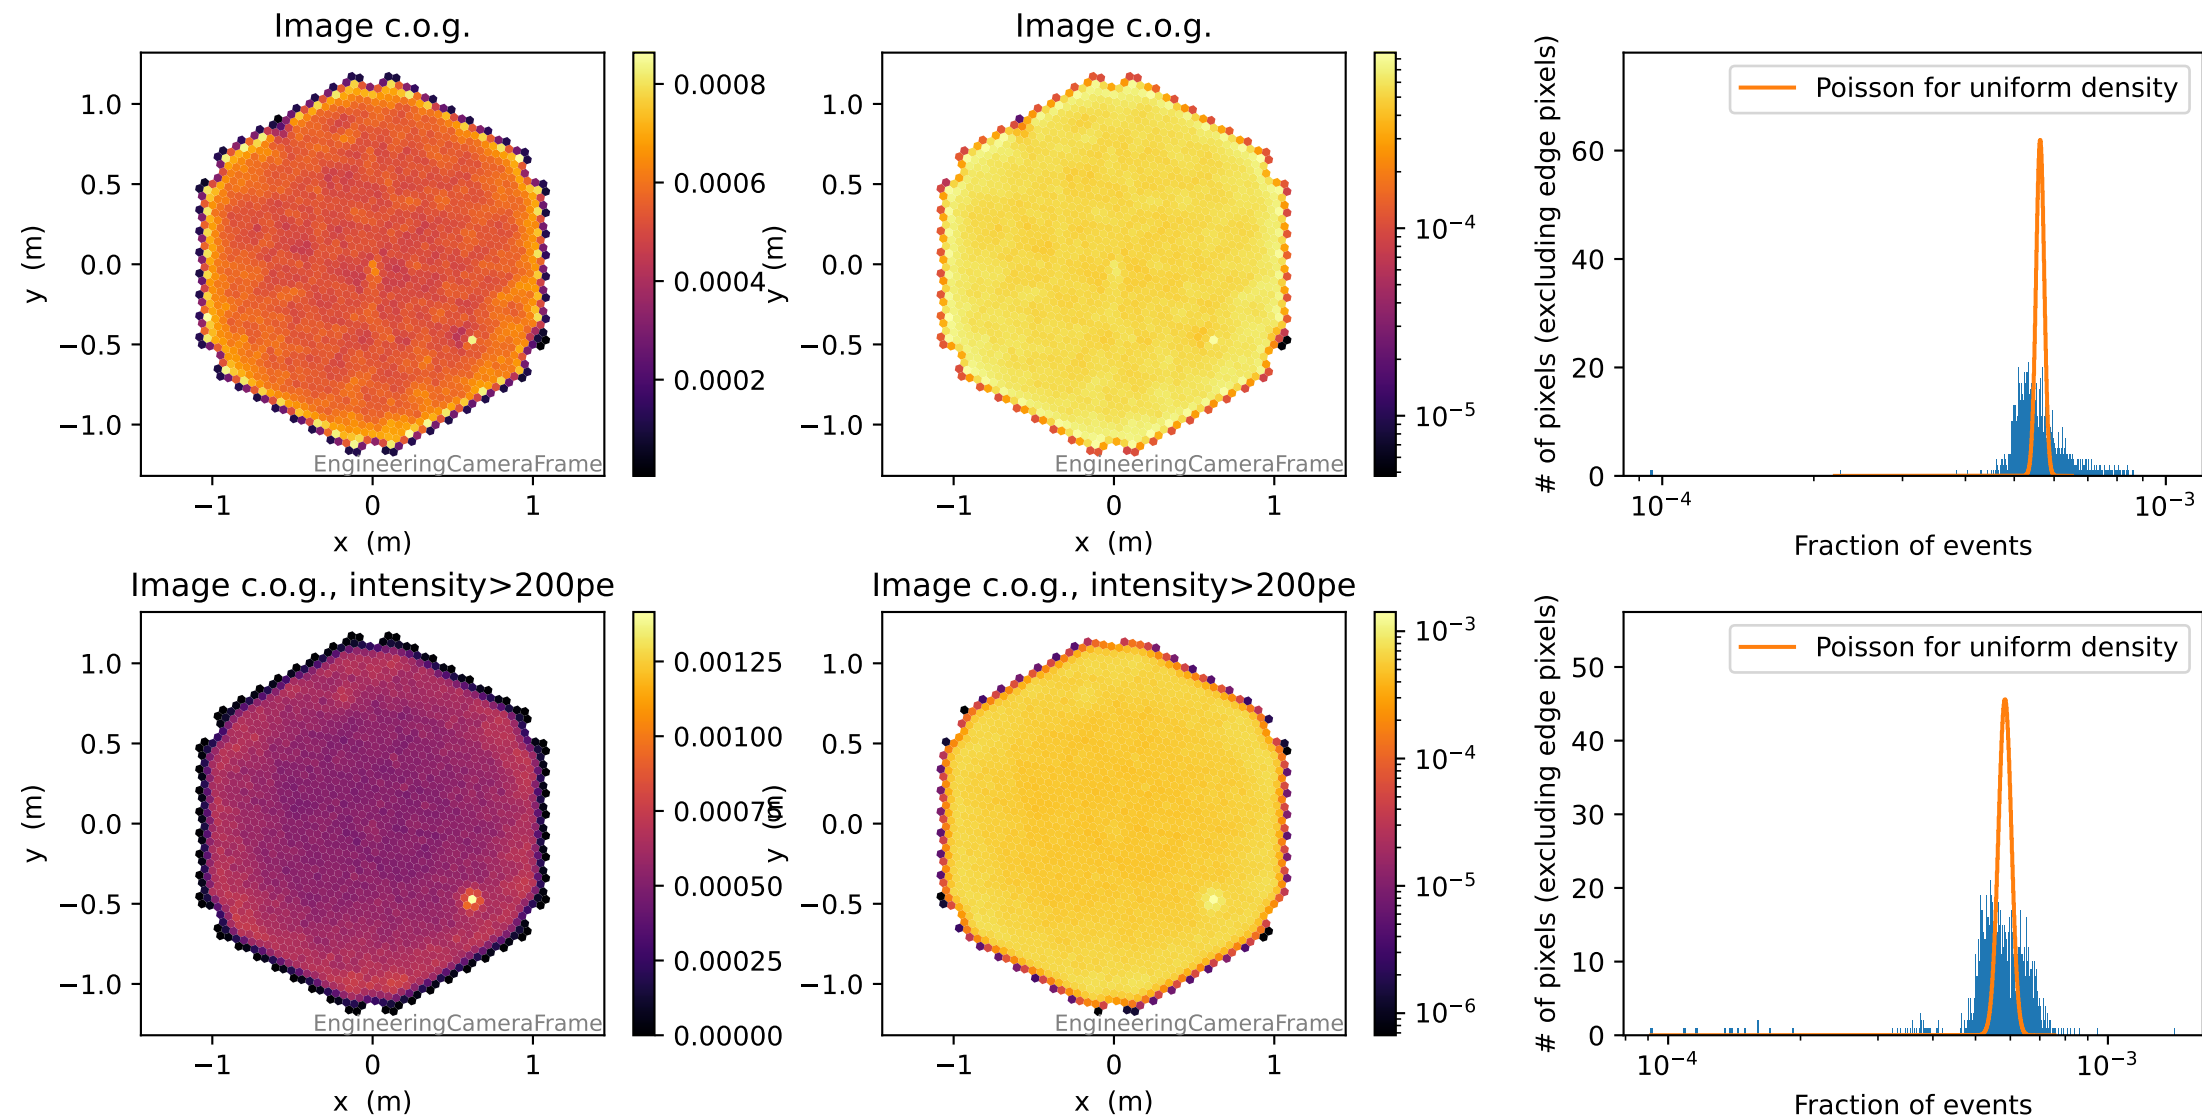 Image c.o.g.
1.0
0.5
0.0
−0.5
−1.0
y (m)
−1 0 1
x (m)
EngineeringCameraFrame
0.0008
0.0006
0.0004
0.0002
Image c.o.g.
1.0
0.5
0.0
−0.5
−1.0
y (m)
−1 0 1
x (m)
EngineeringCameraFrame
10⁻⁴
10⁻⁵
# of pixels (excluding edge pixels)
60
40
20
0
Poisson for uniform density
10⁻⁴ 10⁻³
Fraction of events
Image c.o.g., intensity>200pe
1.0
0.5
0.0
−0.5
−1.0
y (m)
−1 0 1
x (m)
EngineeringCameraFrame
0.00125
0.00100
0.00075
0.00050
0.00025
0.00000
Image c.o.g., intensity>200pe
1.0
0.5
0.0
−0.5
−1.0
y (m)
−1 0 1
x (m)
EngineeringCameraFrame
10⁻³
10⁻⁴
10⁻⁵
10⁻⁶
# of pixels (excluding edge pixels)
50
40
30
20
10
0
Poisson for uniform density
10⁻⁴ 10⁻³
Fraction of events